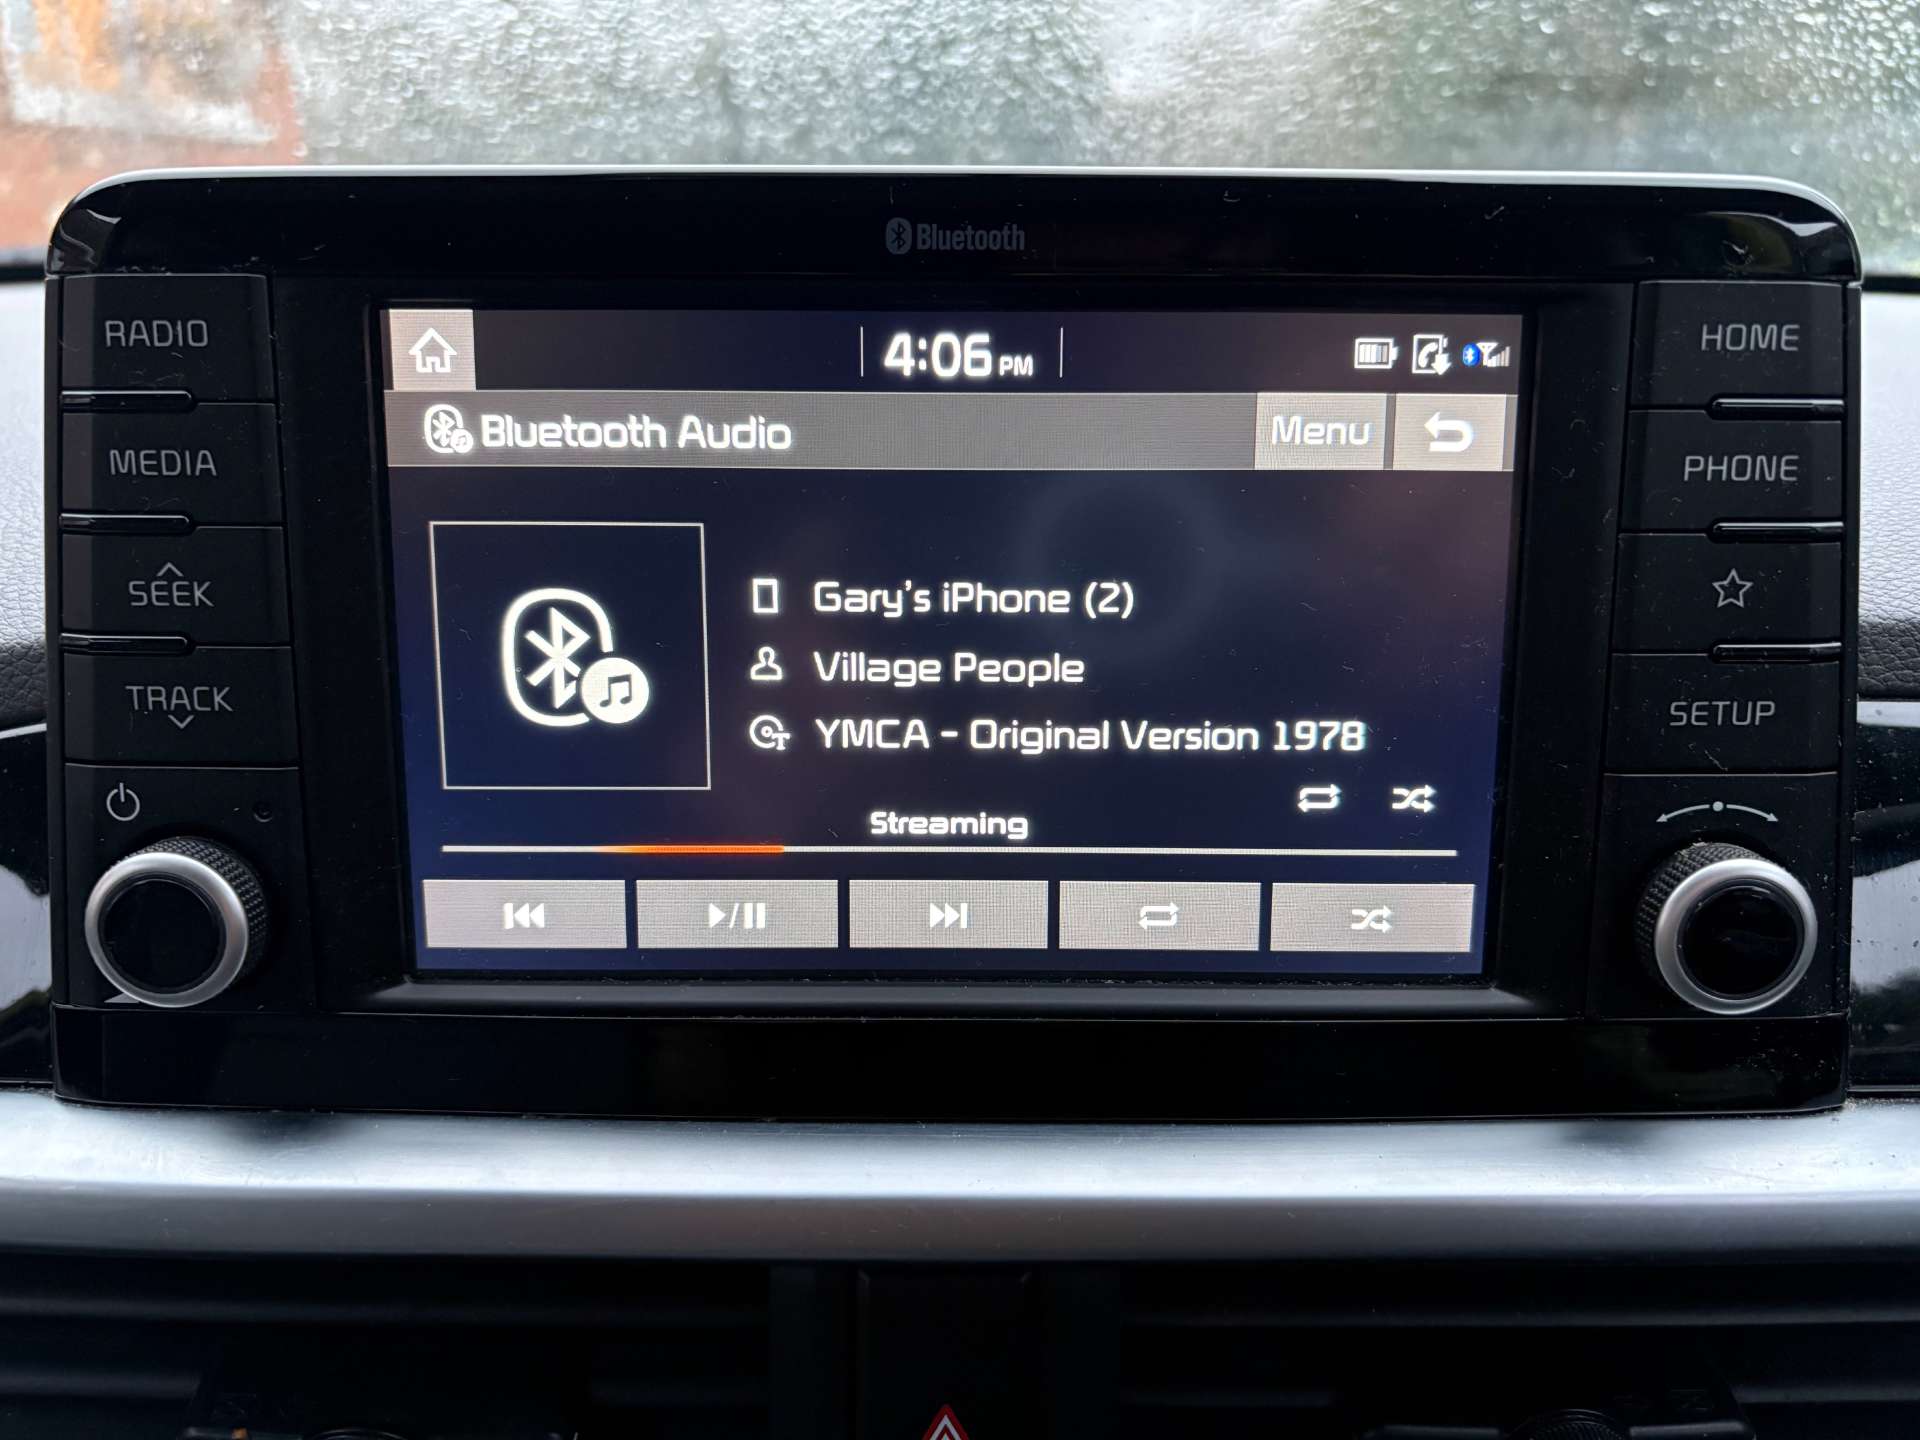 Bluetooth
RADIO
MEDIA
SEEK
TRACK
4:06 PM
Bluetooth Audio
Menu
Gary's iPhone (2)
Village People
YMCA - Original Version 1978
Streaming
HOME
PHONE
SETUP